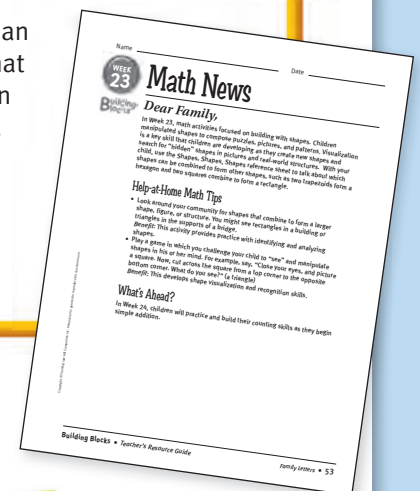 an
hat
n
Name
Date
WEEK
23
Math News
Building
Blocks
Dear Family,
In Week 23, math activities focused on building with shapes. Children
manipulated shapes to compose puzzles, pictures, and patterns. Visualization
is a key skill that children are developing as they create new shapes and
search for "hidden" shapes in pictures and real-world structures. With your
child, use the Shapes, Shapes, Shapes reference sheet to talk about which
shapes can be combined to form other shapes, such as two trapezoids form a
hexagon and two squares combine to form a rectangle.
Help-at-Home Math Tips
• Look around your community for shapes that combine to form a larger
shape, figure, or structure. You might see rectangles in a building or
triangles in the supports of a bridge.
Benefit: This activity provides practice with identifying and analyzing
shapes.
• Play a game in which you challenge your child to "see" and manipulate
shapes in his or her mind. For example, say, "Close your eyes, and picture
a square. Now, cut across the square from a top corner to the opposite
bottom corner. What do you see?" (a triangle)
Benefit: This develops shape visualization and recognition skills.
What's Ahead?
In Week 24, children will practice and build their counting skills as they begin
simple addition.
Building Blocks • Teacher's Resource Guide
Family Letters • 53